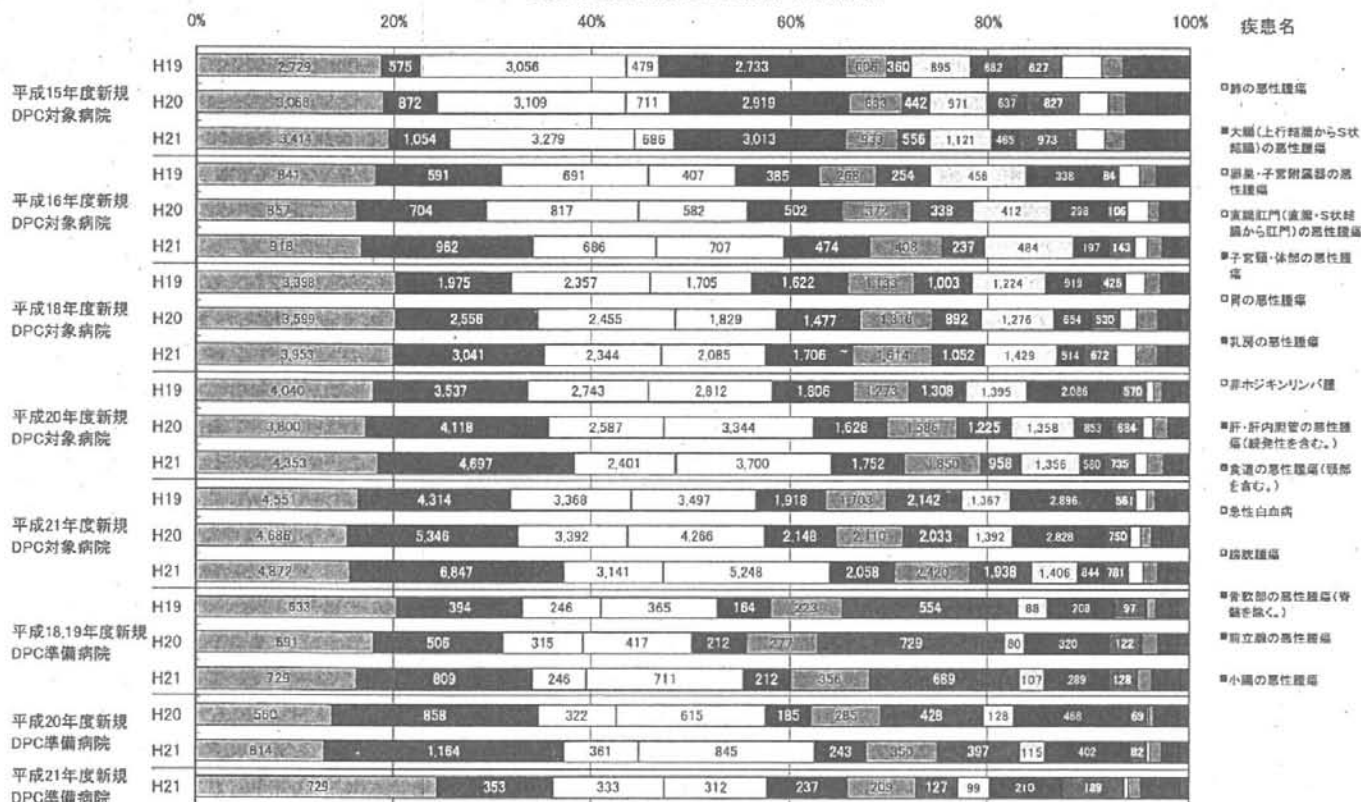 0% 20% 40% 60% 80% 100%
疾患名
平成15年度新規
DPC対象病院
H19 2,729 575 3,056 479 2,733 606 360 895 682 627
H20 3,068 872 3,109 711 2,919 883 442 971 637 827
H21 3,414 1,054 3,279 686 3,013 933 556 1,121 465 973
平成16年度新規
DPC対象病院
H19 841 591 691 407 385 268 254 458 338 84
H20 857 704 817 582 502 372 338 412 298 106
H21 918 962 686 707 474 408 237 484 197 143
平成18年度新規
DPC対象病院
H19 3,398 1,975 2,357 1,705 1,622 1,133 1,003 1,224 919 425
H20 3,599 2,558 2,455 1,829 1,477 1,318 892 1,276 654 530
H21 3,953 3,041 2,344 2,085 1,706 1,614 1,052 1,429 514 672
平成20年度新規
DPC対象病院
H19 4,040 3,537 2,743 2,812 1,806 1,273 1,308 1,395 2,086 570
H20 3,800 4,118 2,587 3,344 1,628 1,586 1,225 1,358 853 684
H21 4,353 4,697 2,401 3,700 1,752 1,850 958 1,356 580 735
平成21年度新規
DPC対象病院
H19 4,551 4,314 3,368 3,497 1,918 1,703 2,142 1,367 2,896 561
H20 4,686 5,346 3,392 4,266 2,148 2,110 2,033 1,392 2,828 750
H21 4,872 6,847 3,141 5,248 2,058 2,420 1,938 1,406 844 781
平成18,19年度新規
DPC準備病院
H19 633 394 246 365 164 223 554 88 208 97
H20 691 506 315 417 212 277 729 80 320 122
H21 729 809 246 711 212 356 689 107 289 128
平成20年度新規
DPC準備病院
H20 560 858 322 615 185 285 428 128 468 69
H21 814 1,164 361 845 243 350 397 115 402 82
平成21年度新規
DPC準備病院
H21 729 353 333 312 237 209 127 99 210 189
肺の悪性腫瘍
大腸(上行結腸からS状
結腸)の悪性腫瘍
卵巣・子宮附属器の悪
性腫瘍
直腸肛門(直腸・S状結
腸から肛門)の悪性腫瘍
子宮頸・体部の悪性腫
瘍
胃の悪性腫瘍
乳房の悪性腫瘍
非ホジキンリンパ腫
肝・肝内胆管の悪性腫
瘍(続発性を含む。)
食道の悪性腫瘍(頸部
を含む。)
急性白血病
膀胱腫瘍
骨軟部の悪性腫瘍(脊
髄を除く。)
前立腺の悪性腫瘍
小腸の悪性腫瘍